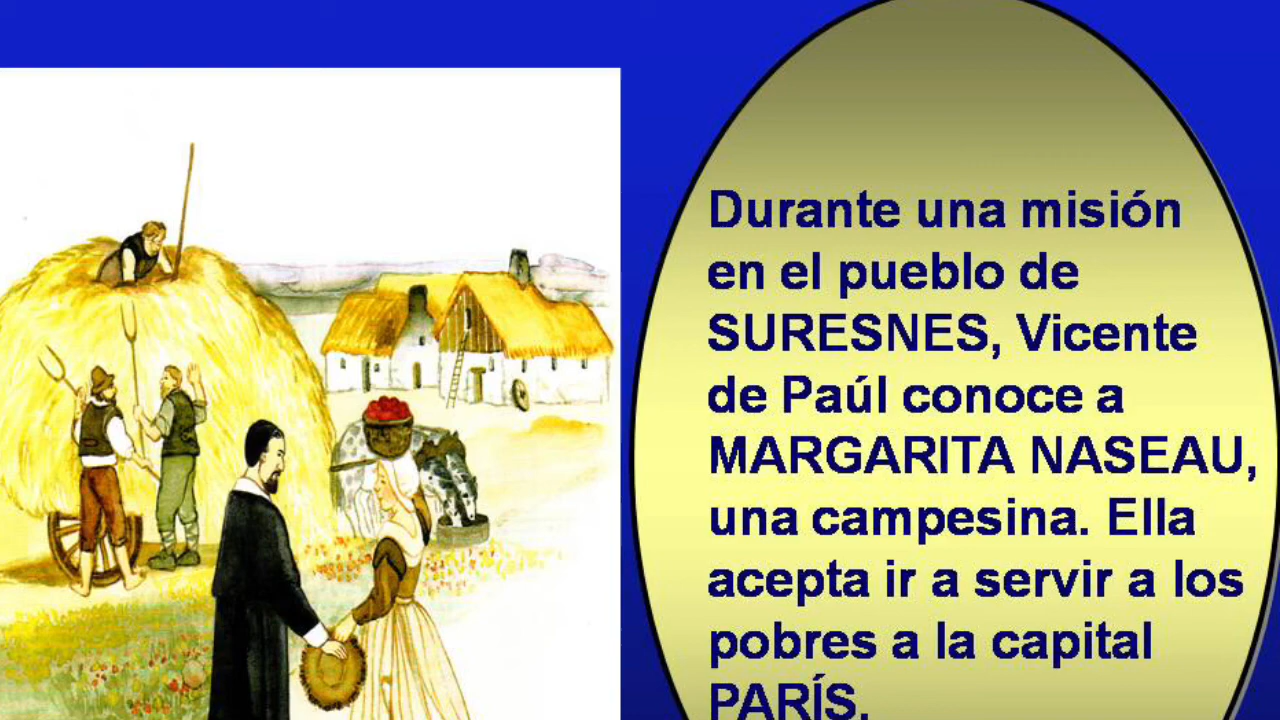 Durante una misión
en el pueblo de
SURESNES, Vicente
de Paúl conoce a
MARGARITA NASEAU,
una campesina. Ella
acepta ir a servir a los
pobres a la capital
PARÍS.